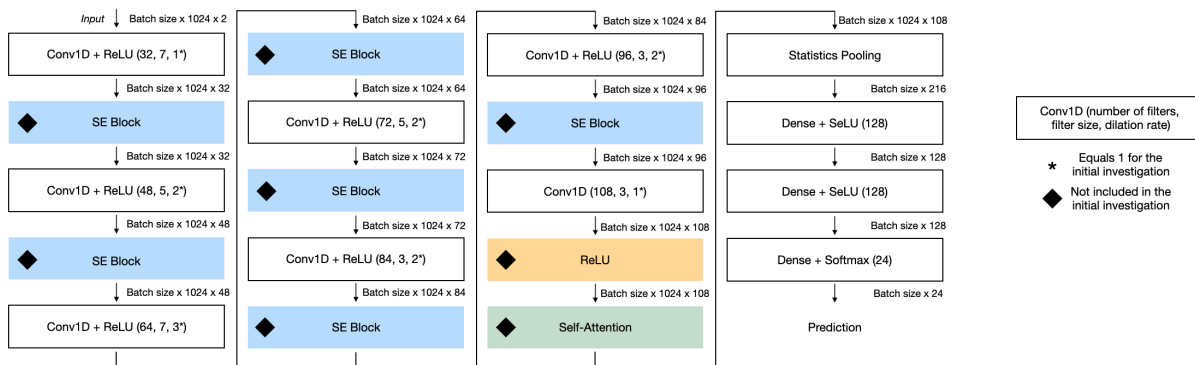 Input
Batch size x 1024 x 2
Conv1D + ReLU (32, 7, 1*)
Batch size x 1024 x 32
SE Block
Batch size x 1024 x 32
Conv1D + ReLU (48, 5, 2*)
Batch size x 1024 x 48
SE Block
Batch size x 1024 x 48
Conv1D + ReLU (64, 7, 3*)
Batch size x 1024 x 64
SE Block
Batch size x 1024 x 64
Conv1D + ReLU (72, 5, 2*)
Batch size x 1024 x 72
SE Block
Batch size x 1024 x 72
Conv1D + ReLU (84, 3, 2*)
Batch size x 1024 x 84
SE Block
Batch size x 1024 x 84
Conv1D + ReLU (96, 3, 2*)
Batch size x 1024 x 96
SE Block
Batch size x 1024 x 96
Conv1D (108, 3, 1*)
Batch size x 1024 x 108
ReLU
Batch size x 1024 x 108
Self-Attention
Batch size x 1024 x 108
Statistics Pooling
Batch size x 216
Dense + SeLU (128)
Batch size x 128
Dense + SeLU (128)
Batch size x 128
Dense + Softmax (24)
Batch size x 24
Prediction
Conv1D (number of filters,
filter size, dilation rate)
* Equals 1 for the
initial investigation
◆ Not included in the
initial investigation